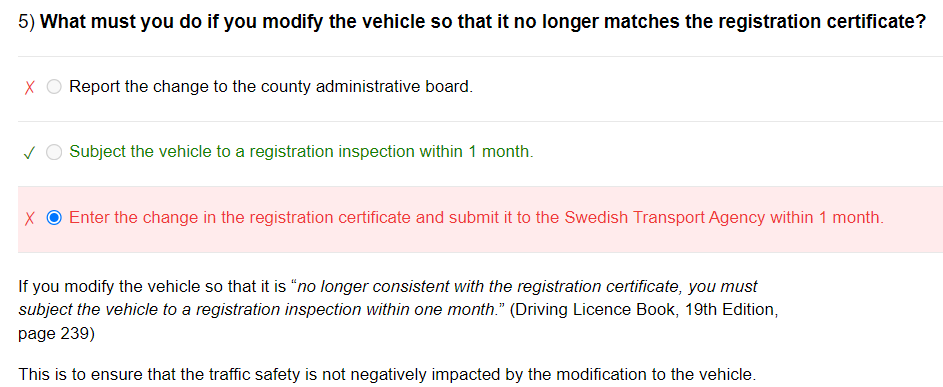 5) What must you do if you modify the vehicle so that it no longer matches the registration certificate?
X Report the change to the county administrative board.
✓ Subject the vehicle to a registration inspection within 1 month.
X Enter the change in the registration certificate and submit it to the Swedish Transport Agency within 1 month.
If you modify the vehicle so that it is “no longer consistent with the registration certificate, you must
subject the vehicle to a registration inspection within one month.” (Driving Licence Book, 19th Edition,
page 239)
This is to ensure that the traffic safety is not negatively impacted by the modification to the vehicle.